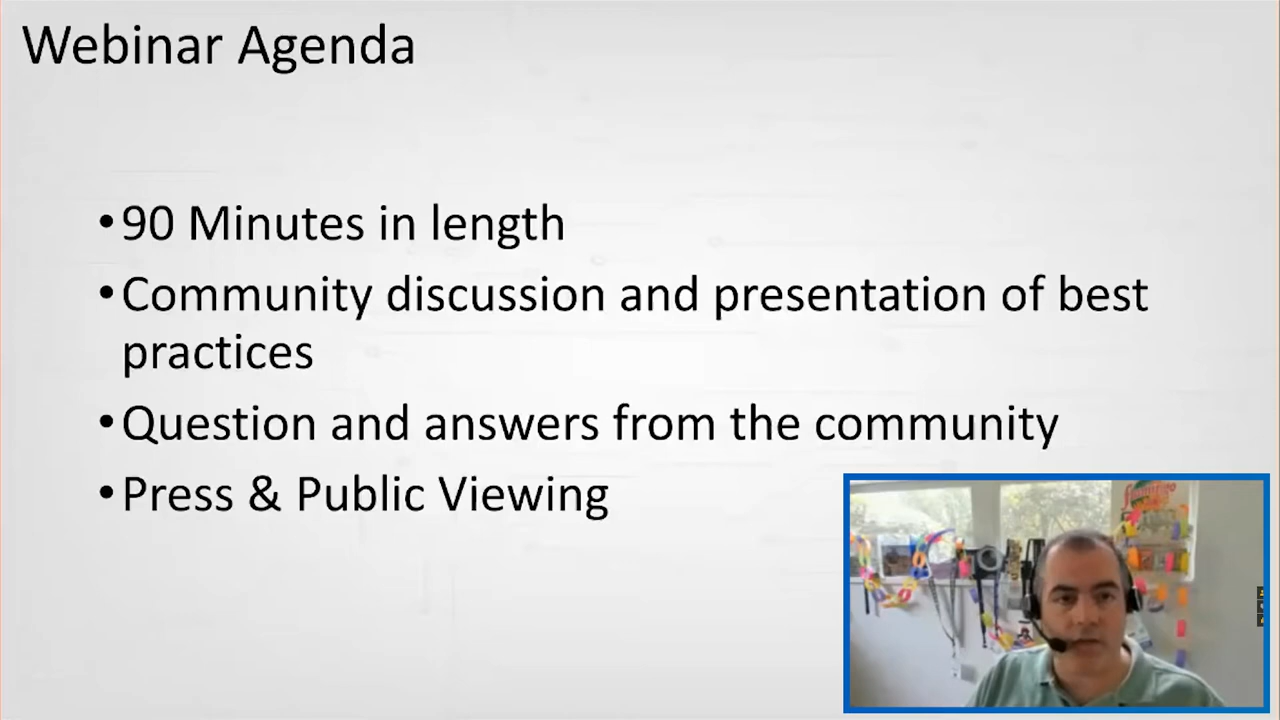 Webinar Agenda
•90 Minutes in length
•Community discussion and presentation of best
practices
•Question and answers from the community
•Press & Public Viewing